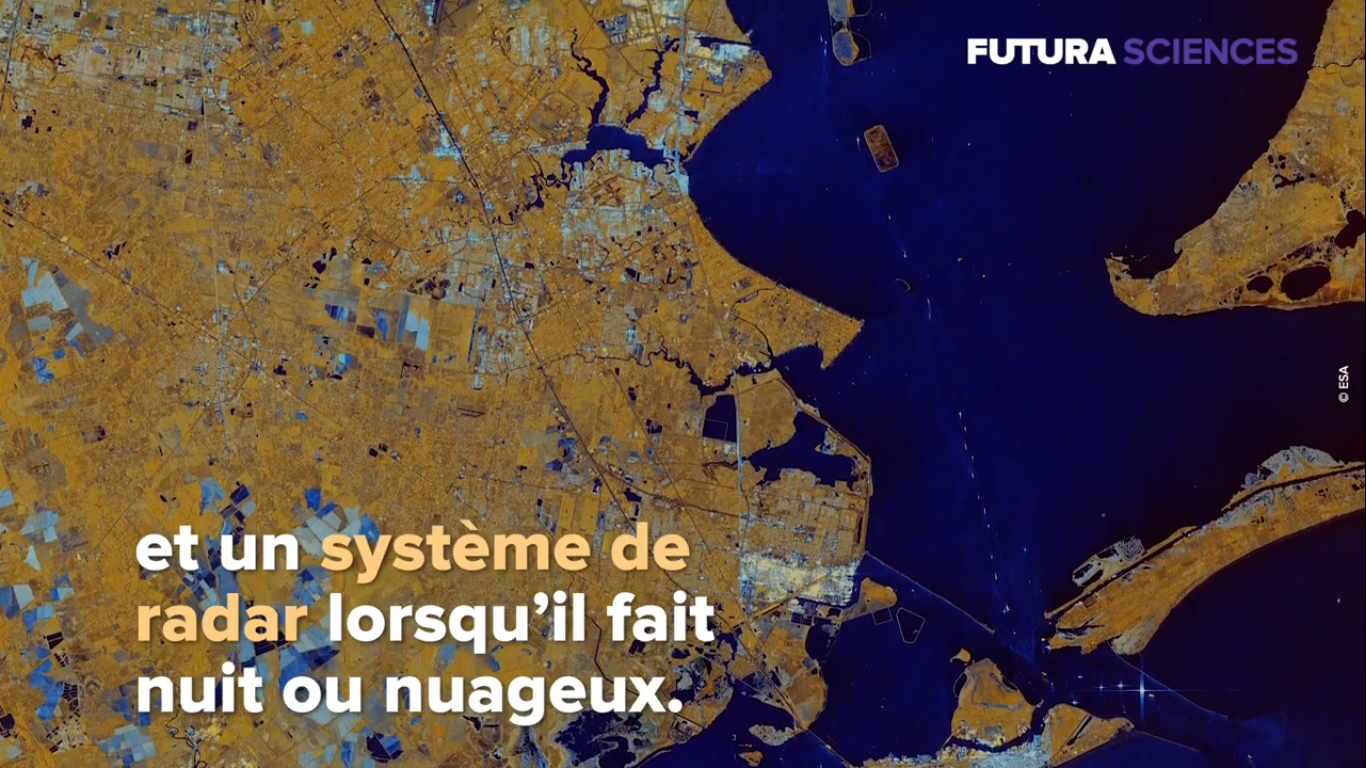 FUTURA SCIENCES
© ESA
et un système de
radar lorsqu’il fait
nuit ou nuageux.